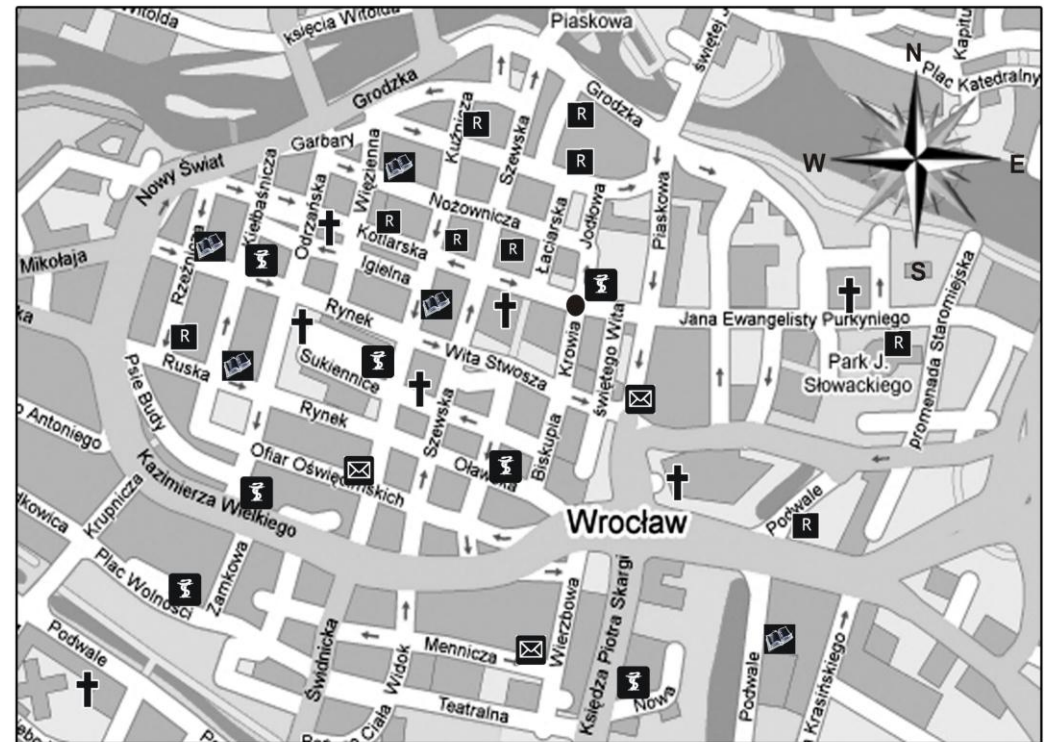 Witolda
księcia Witolda
Piaskowa
świętej J
Kapitu
N
Plac Katedralny
Grodzka
Grodzka
Kuźnicza
R
R
Szewska
Garbary
Więzienna
W
E
R
Nowy Świat
Kiełbaśnicza
Odrzańska
Nożownicza
Łaciarska
Jodłowa
Piaskowa
R
Kotlarska
R
R
Mikołaja
Rzeźnicza
Igielna
S
promenada Staromiejska
ka
Rynek
Krowia
świętego Wita
Jana Ewangelisty Purkyniego
R
R
Psie Budy
Ruska
Sukiennice
Wita Stwosza
Park J.
Słowackiego
o Antoniego
Rynek
Szewska
Biskupia
Ofiar Oświęcimskich
Oławska
Kazimierza Wielkiego
Krupnicza
dkowica
Wrocław
Podwale
R
Plac Wolności
Zamkowa
Podwale
Świdnicka
Widok
Mennicza
Wierzbowa
Księdza Piotra Skargi
Nowa
Podwale
Krasińskiego
Teatralna
Ciała